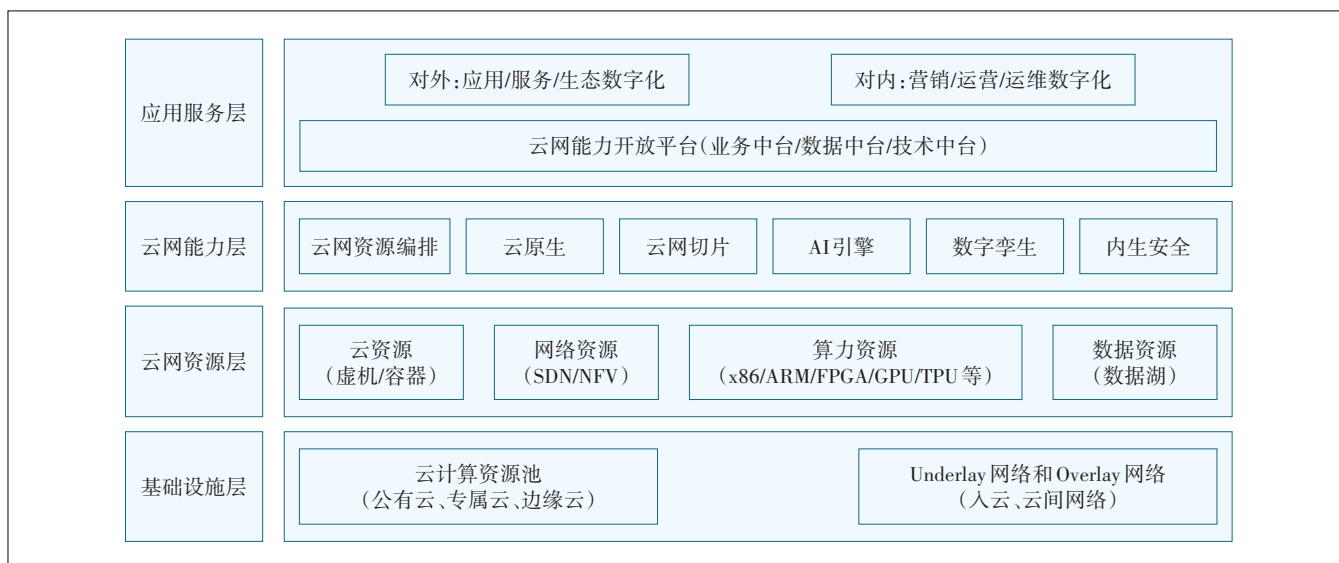 应用服务层
对外:应用/服务/生态数字化
对内:营销/运营/运维数字化
云网能力开放平台(业务中台/数据中台/技术中台)
云网能力层
云网资源编排
云原生
云网切片
AI引擎
数字孪生
内生安全
云网资源层
云资源
(虚机/容器)
网络资源
(SDN/NFV)
算力资源
(x86/ARM/FPGA/GPU/TPU等)
数据资源
(数据湖)
基础设施层
云计算资源池
(公有云、专属云、边缘云)
Underlay网络和Overlay网络
(入云、云间网络)